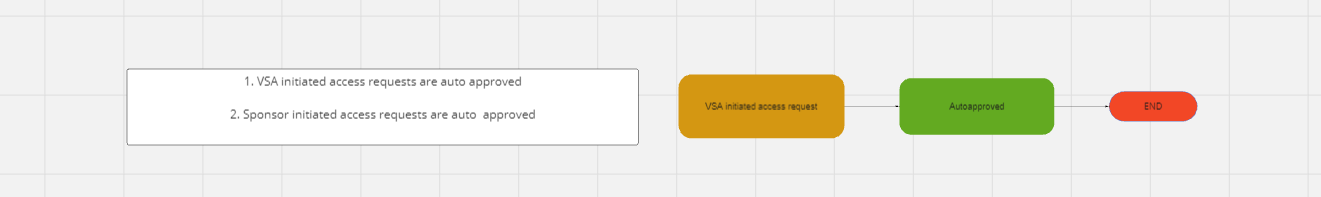 1. VSA initiated access requests are auto approved
2. Sponsor initiated access requests are auto  approved
VSA initiated access request
Autoapproved
END